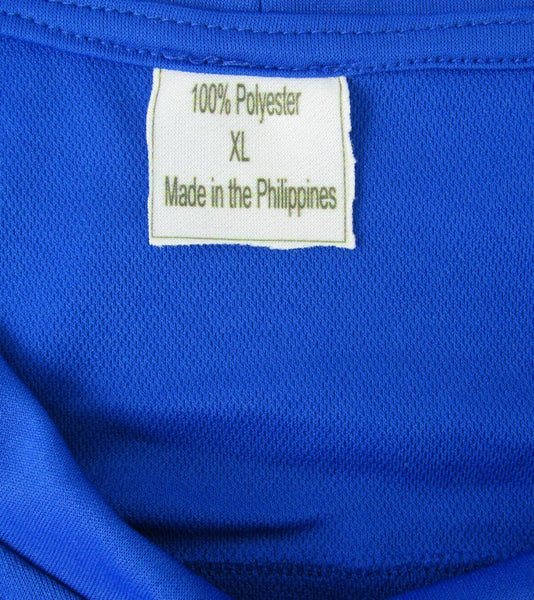 100% Polyester
XL
Made in the Philippines